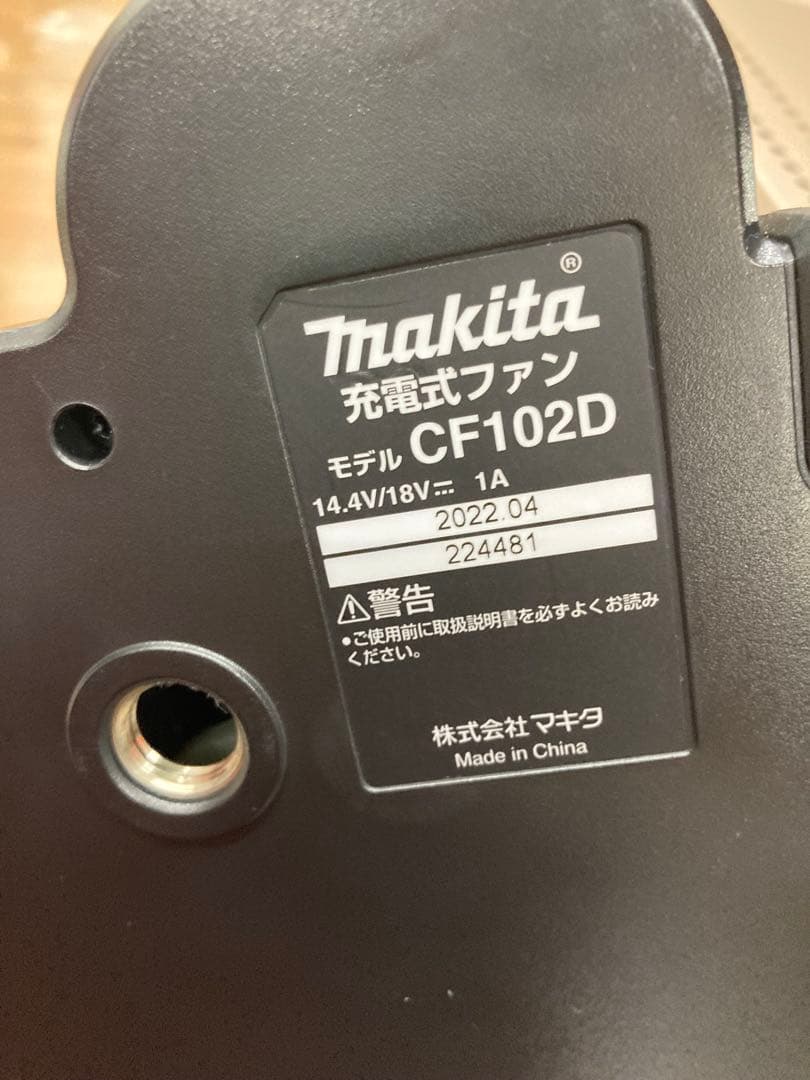 makita®
充電式ファン
モデル CF102D
14.4V/18V⎓ 1A
2022.04
224481
⚠警告
●ご使用前に取扱説明書を必ずよくお読み
ください。
株式会社 マキタ
Made in China